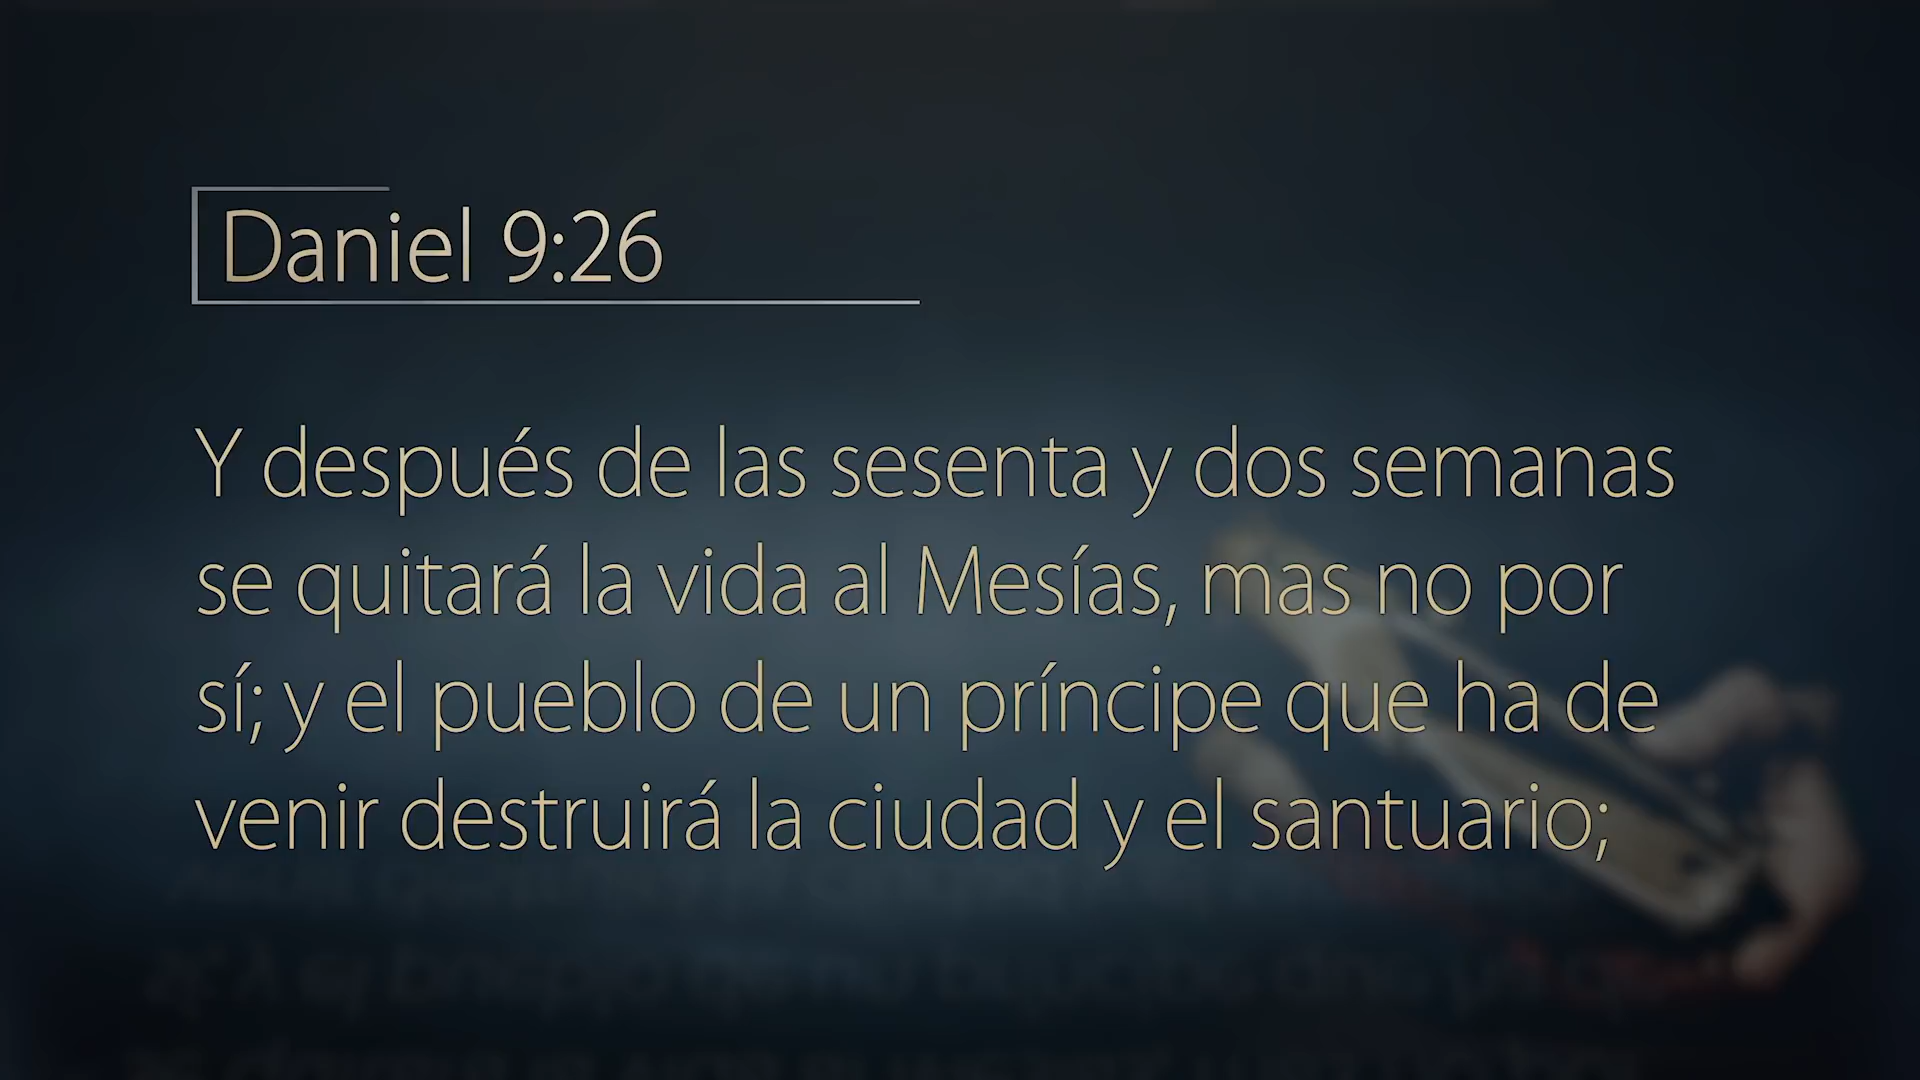 Daniel 9:26
Y después de las sesenta y dos semanas
se quitará la vida al Mesías, mas no por
sí; y el pueblo de un príncipe que ha de
venir destruirá la ciudad y el santuario;